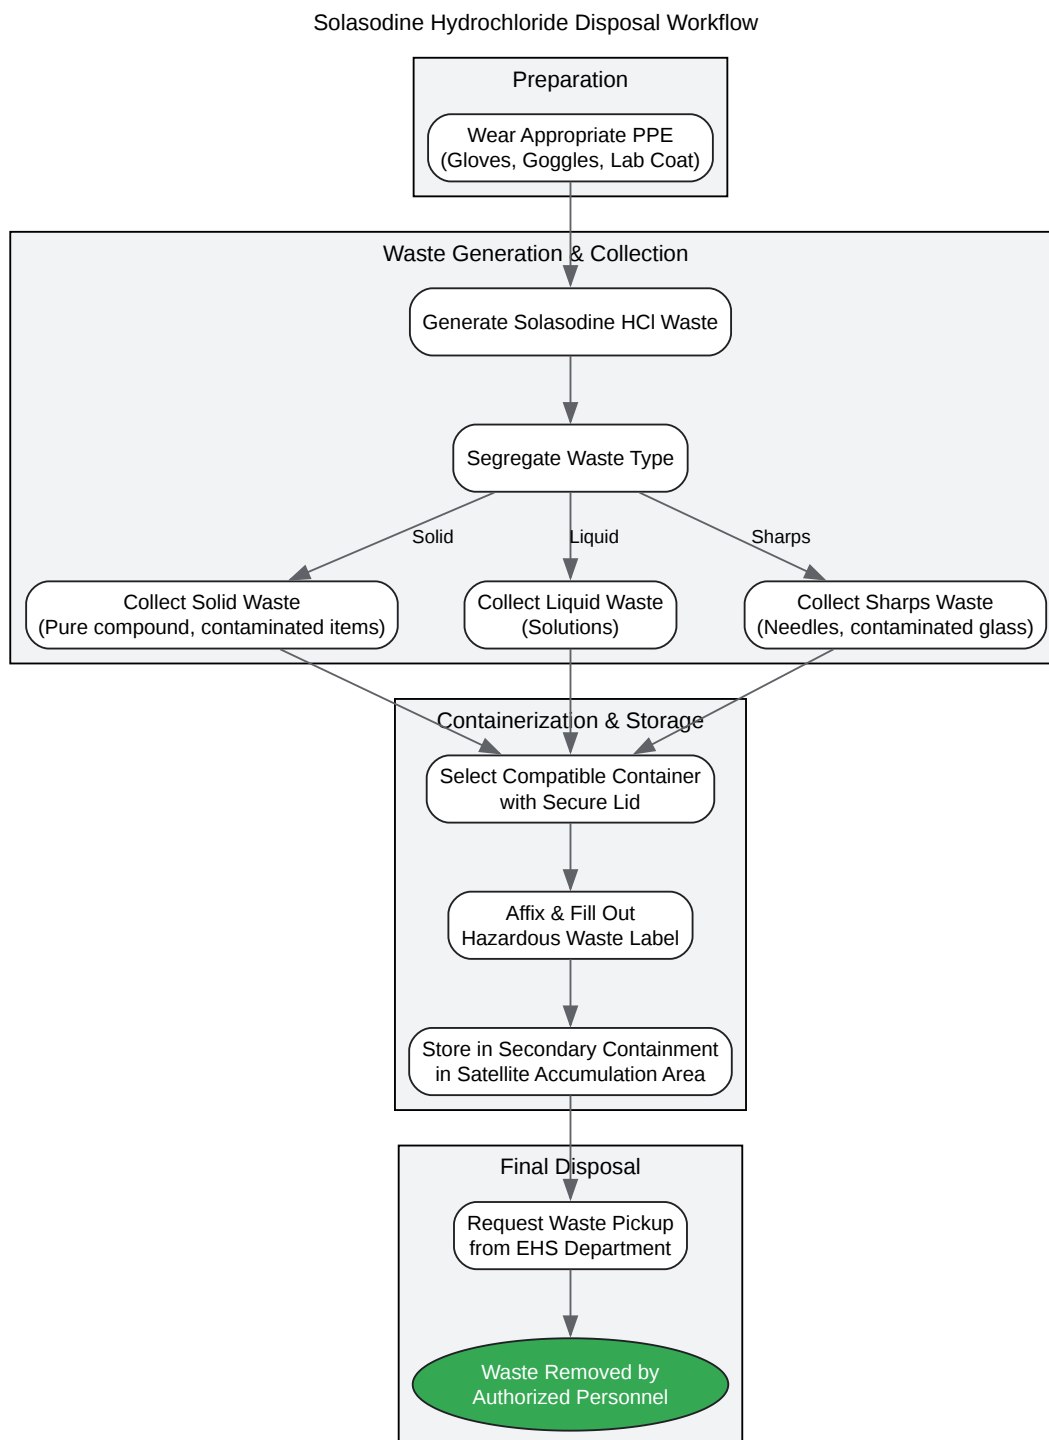 Solasodine Hydrochloride Disposal Workflow
Preparation
Wear Appropriate PPE
(Gloves, Goggles, Lab Coat)
Waste Generation & Collection
Generate Solasodine HCl Waste
Segregate Waste Type
Solid
Liquid
Sharps
Collect Solid Waste
(Pure compound, contaminated items)
Collect Liquid Waste
(Solutions)
Collect Sharps Waste
(Needles, contaminated glass)
Containerization & Storage
Select Compatible Container
with Secure Lid
Affix & Fill Out
Hazardous Waste Label
Store in Secondary Containment
in Satellite Accumulation Area
Final Disposal
Request Waste Pickup
from EHS Department
Waste Removed by
Authorized Personnel